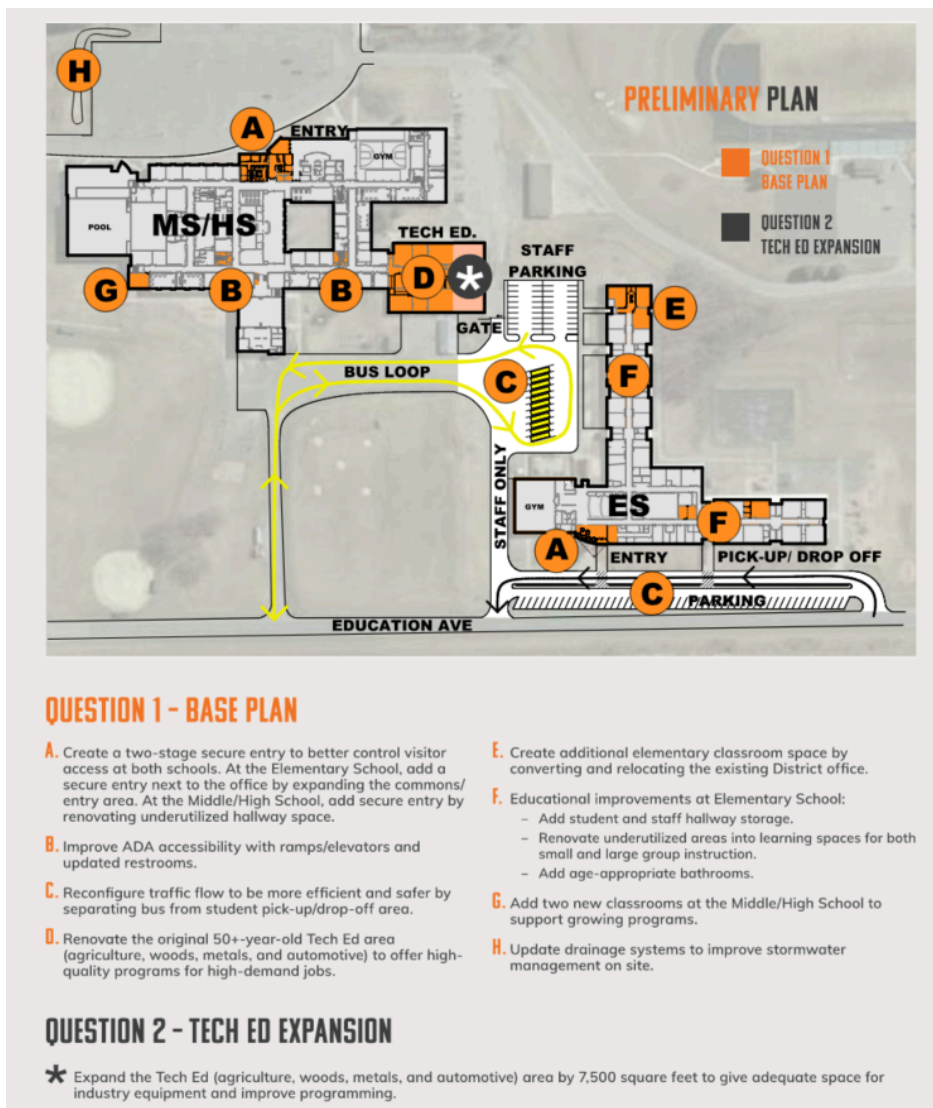 H
PRELIMINARY PLAN
A
ENTRY
GYM
QUESTION 1
BASE PLAN
POOL
MS/HS
TECH ED.
QUESTION 2
TECH ED EXPANSION
STAFF
PARKING
G
B
B
D
*
E
GATE
BUS LOOP
C
F
STAFF ONLY
GYM
ES
F
A
ENTRY
PICK-UP/ DROP OFF
C
PARKING
EDUCATION AVE
QUESTION 1 - BASE PLAN
A. Create a two-stage secure entry to better control visitor
access at both schools. At the Elementary School, add a
secure entry next to the office by expanding the commons/
entry area. At the Middle/High School, add secure entry by
renovating underutilized hallway space.
B. Improve ADA accessibility with ramps/elevators and
updated restrooms.
C. Reconfigure traffic flow to be more efficient and safer by
separating bus from student pick-up/drop-off area.
D. Renovate the original 50+-year-old Tech Ed area
(agriculture, woods, metals, and automotive) to offer high-
quality programs for high-demand jobs.
E. Create additional elementary classroom space by
converting and relocating the existing District office.
F. Educational improvements at Elementary School:
– Add student and staff hallway storage.
– Renovate underutilized areas into learning spaces for both
small and large group instruction.
– Add age-appropriate bathrooms.
G. Add two new classrooms at the Middle/High School to
support growing programs.
H. Update drainage systems to improve stormwater
management on site.
QUESTION 2 - TECH ED EXPANSION
* Expand the Tech Ed (agriculture, woods, metals, and automotive) area by 7,500 square feet to give adequate space for
industry equipment and improve programming.